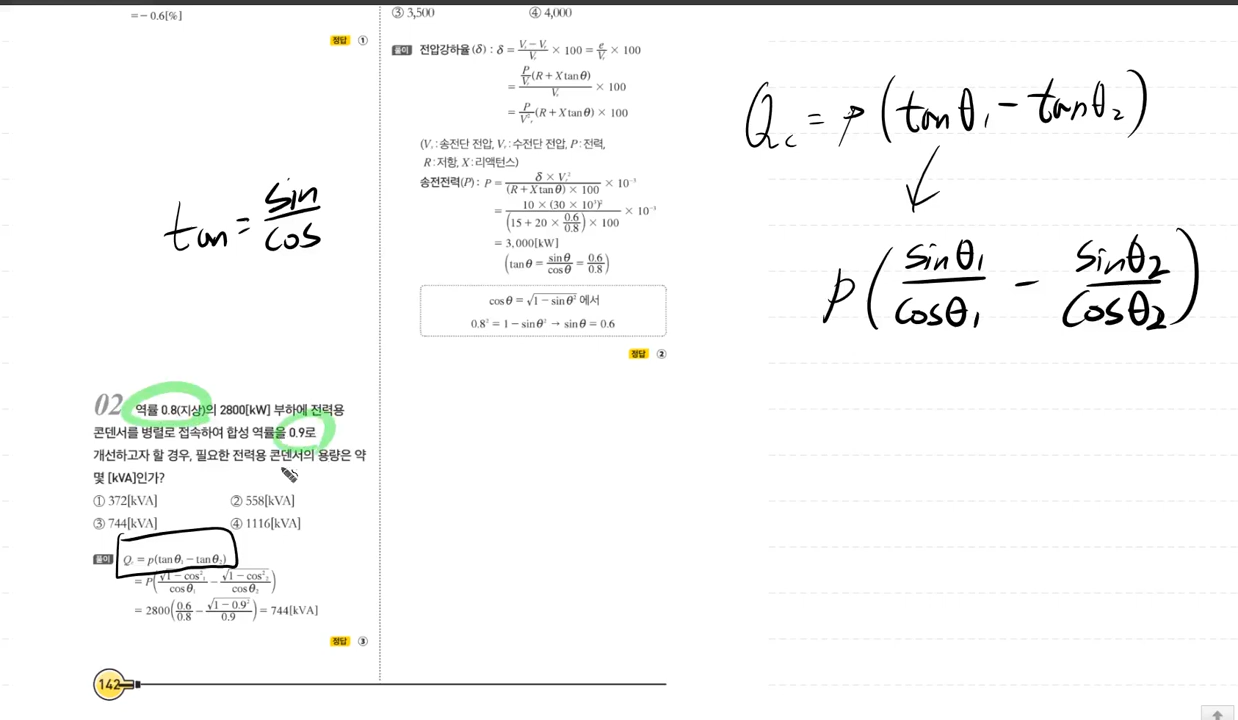 =-0.6[%]
정답 ①
tan = sin/cos
02 역률 0.8(지상)의 2800[kW] 부하에 전력용
콘덴서를 병렬로 접속하여 합성 역률을 0.9로
개선하고자 할 경우, 필요한 전력용 콘덴서의 용량은 약
몇 [kVA]인가?
① 372[kVA] ② 558[kVA]
③ 744[kVA] ④ 1116[kVA]
풀이 Q_c = p(tanθ₁ - tanθ₂)
= P(√(1-cos²₁)/cosθ₁ - √(1-cos²₂)/cosθ₂)
= 2800(0.6/0.8 - √(1-0.9²)/0.9) = 744[kVA]
정답 ③
142
③ 3,500 ④ 4,000
풀이 전압강하율(δ) : δ = (Vₛ - Vᵣ)/Vᵣ × 100 = e/Vᵣ × 100
= (P/Vᵣ (R + Xtanθ))/Vᵣ × 100
= P/V²ᵣ (R + Xtanθ) × 100
(Vₛ : 송전단 전압, Vᵣ : 수전단 전압, P : 전력,
R : 저항, X : 리액턴스)
송전전력(P) : P = (δ × Vᵣ²)/((R + Xtanθ) × 100) × 10⁻³
= (10 × (30 × 10³)²)/((15 + 20 × 0.6/0.8) × 100) × 10⁻³
= 3,000[kW]
(tanθ = sinθ/cosθ = 0.6/0.8)
cosθ = √(1 - sinθ²) 에서
0.8² = 1 - sinθ² → sinθ = 0.6
정답 ②
Q_c = P(tanθ₁ - tanθ₂)
P(sinθ₁/cosθ₁ - sinθ₂/cosθ₂)